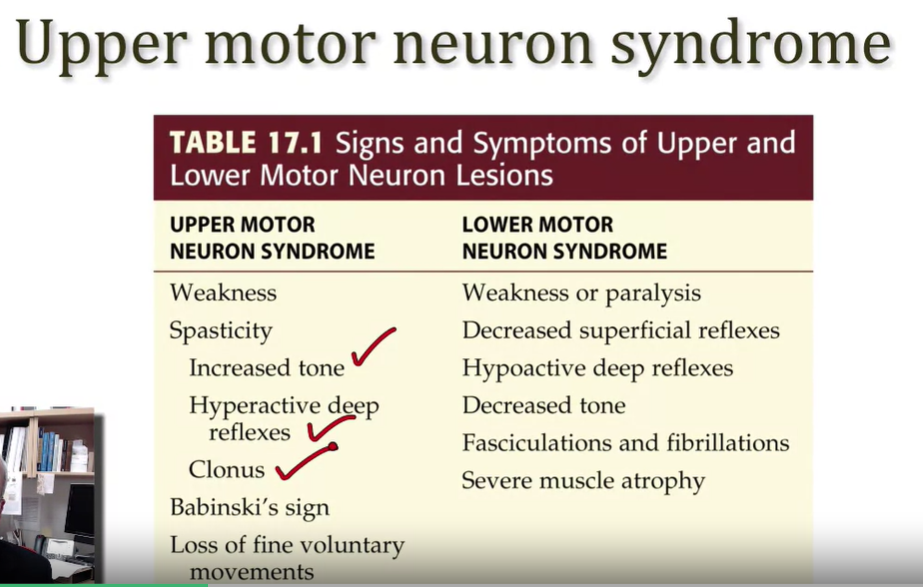 Upper motor neuron syndrome
TABLE 17.1 Signs and Symptoms of Upper and
Lower Motor Neuron Lesions
UPPER MOTOR
NEURON SYNDROME
Weakness
Spasticity
Increased tone
Hyperactive deep
reflexes
Clonus
Babinski's sign
Loss of fine voluntary
movements
LOWER MOTOR
NEURON SYNDROME
Weakness or paralysis
Decreased superficial reflexes
Hypoactive deep reflexes
Decreased tone
Fasciculations and fibrillations
Severe muscle atrophy